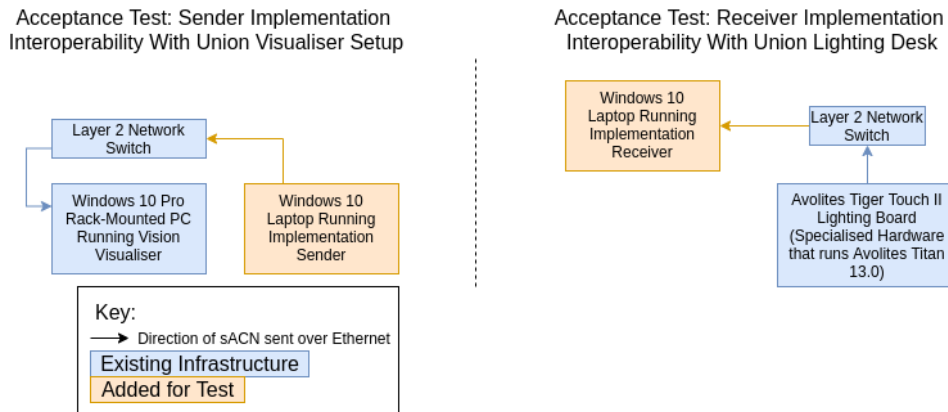 Acceptance Test: Sender Implementation
Interoperability With Union Visualiser Setup
Layer 2 Network
Switch
Windows 10 Pro
Rack-Mounted PC
Running Vision
Visualiser
Windows 10
Laptop Running
Implementation
Sender
Key:
Direction of sACN sent over Ethernet
Existing Infrastructure
Added for Test
Acceptance Test: Receiver Implementation
Interoperability With Union Lighting Desk
Windows 10
Laptop Running
Implementation
Receiver
Layer 2 Network
Switch
Avolites Tiger Touch II
Lighting Board
(Specialised Hardware
that runs Avolites Titan
13.0)